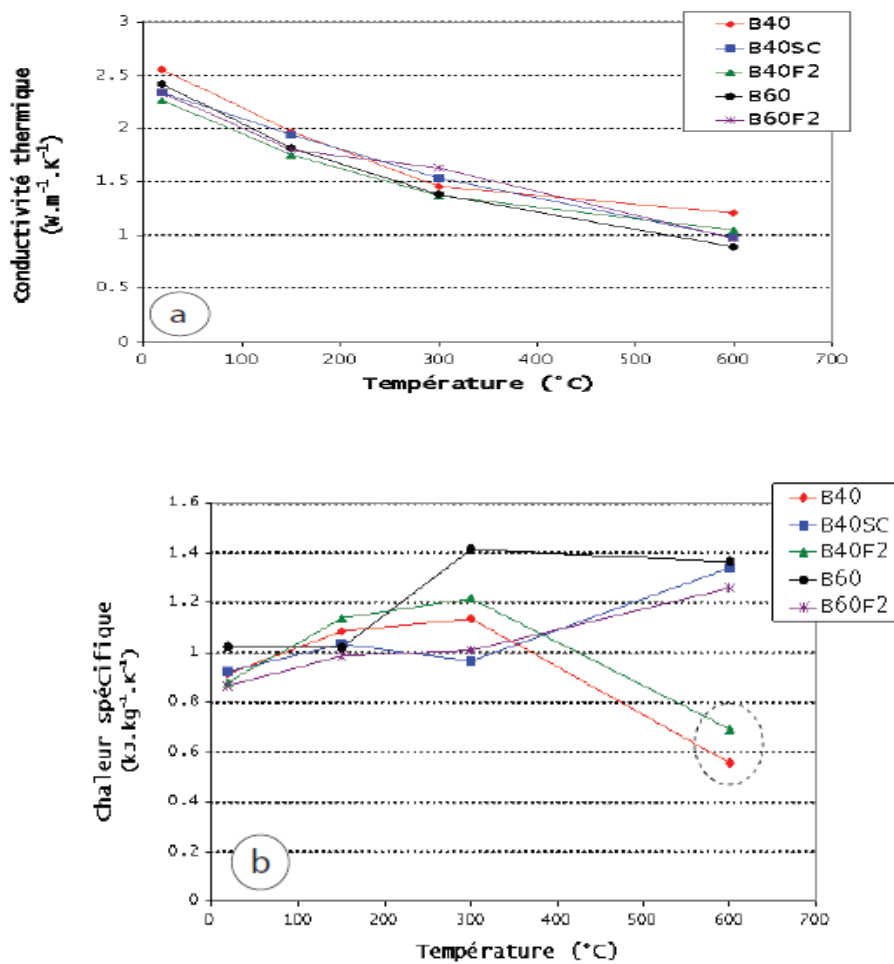 3
2.5
2
1.5
1
0.5
0
0 100 200 300 400 500 600 700
Conductivité thermique
(W.m⁻¹.K⁻¹)
Température (°C)
B40
B40SC
B40F2
B60
B60F2
a
1.6
1.4
1.2
1
0.8
0.6
0.4
0.2
0
0 100 200 300 400 500 600 700
Chaleur spécifique
(kJ.kg⁻¹.K⁻¹)
Température (°C)
B40
B40SC
B40F2
B60
B60F2
b